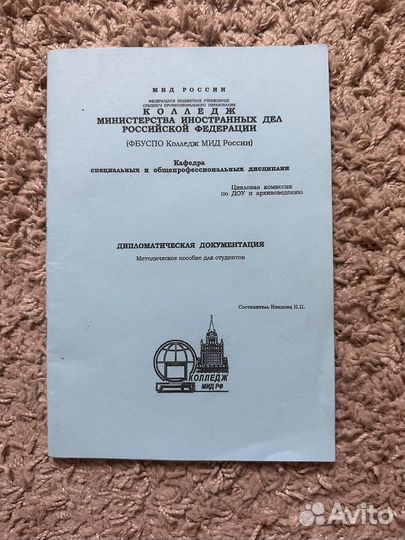 МИД РОССИИ
ФЕДЕРАЛЬНОЕ БЮДЖЕТНОЕ УЧРЕЖДЕНИЕ
СРЕДНЕГО ПРОФЕССИОНАЛЬНОГО ОБРАЗОВАНИЯ
КОЛЛЕДЖ
МИНИСТЕРСТВА ИНОСТРАННЫХ ДЕЛ
РОССИЙСКОЙ ФЕДЕРАЦИИ
(ФБУСПО Колледж МИД России)
Кафедра
специальных и общепрофессиональных дисциплин
Цикловая комиссия
по ДОУ и архивоведению
ДИПЛОМАТИЧЕСКАЯ ДОКУМЕНТАЦИЯ
Методическое пособие для студентов
Составитель Ивецова Н.П.
КОЛЛЕДЖ
МИД РФ
Avito